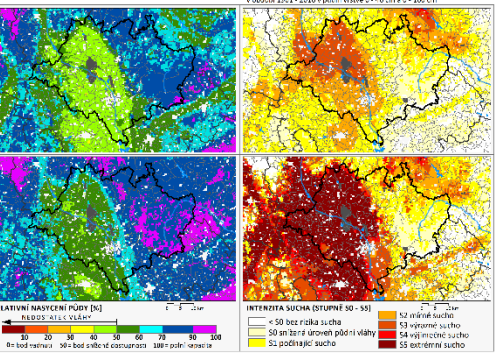 V období 1961 - 2010 v půdní vrstvě 0 - 40 cm a 0 - 100 cm
LATIVNÍ NASYCENÍ PŮDY [%]
NEDOSTATEK VLÁHY
10 20 30 40 50 60 70 80 90 100
0 = bod vadnutí 50 = bod snížené dostupnosti 100 = polní kapacita
INTENZITA SUCHA (STUPNĚ S0 - S5)
< S0 bez rizika sucha
S0 snížená úroveň půdní vláhy
S1 počínající sucho
S2 mírné sucho
S3 výrazné sucho
S4 výjimečné sucho
S5 extrémní sucho